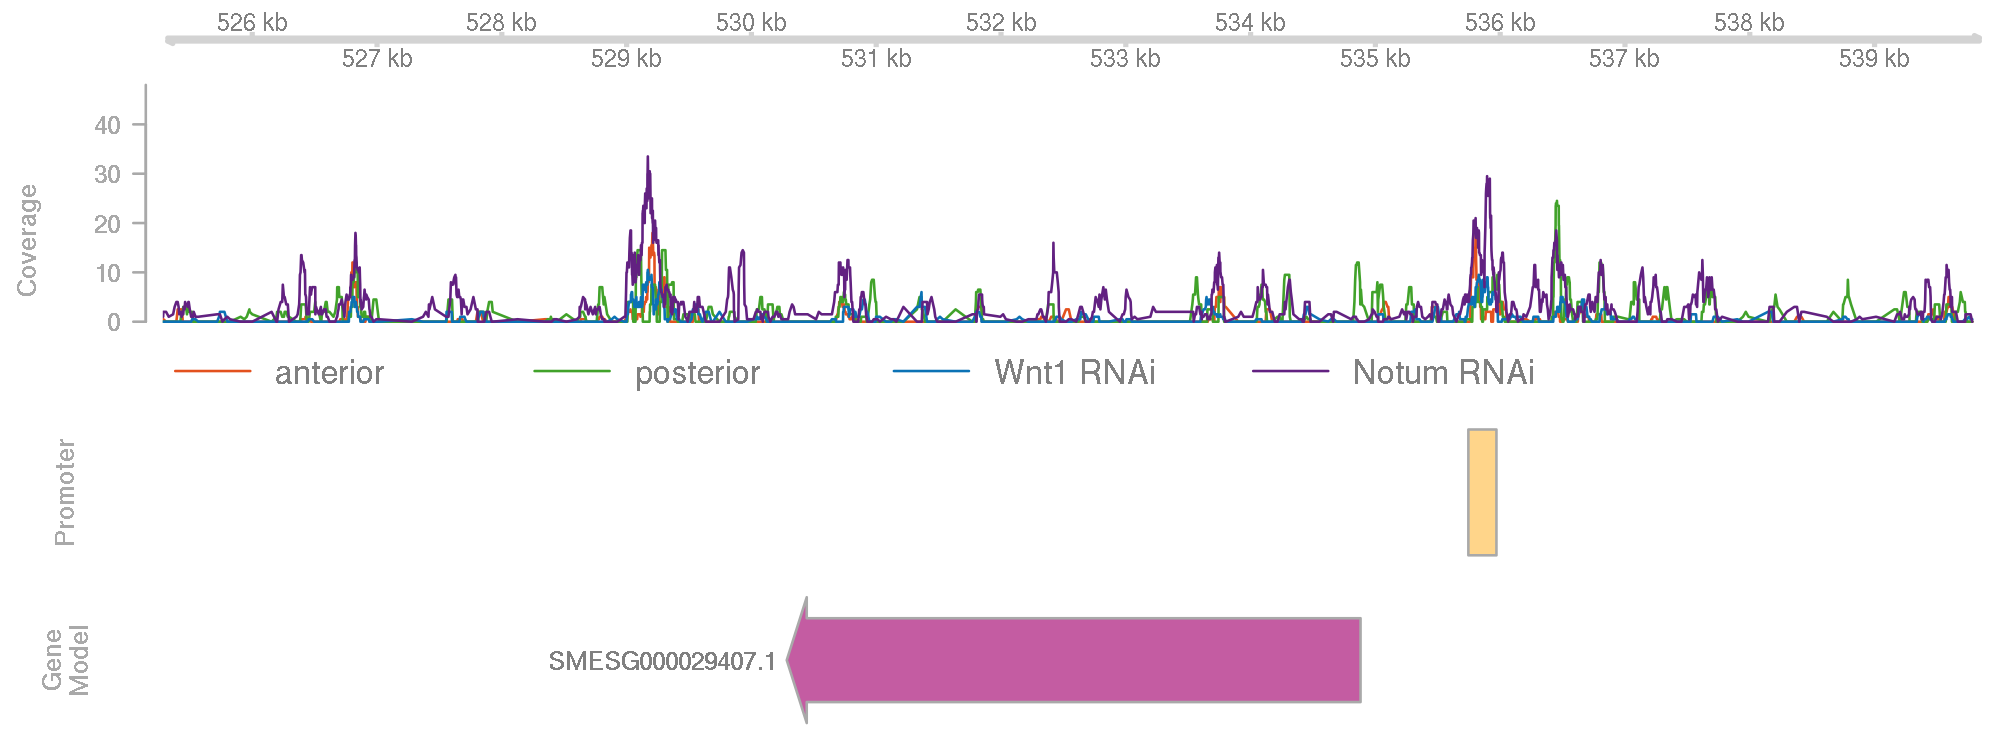 526 kb 528 kb 530 kb 532 kb 534 kb 536 kb 538 kb
527 kb 529 kb 531 kb 533 kb 535 kb 537 kb 539 kb
Coverage
40
30
20
10
0
anterior posterior Wnt1 RNAi Notum RNAi
Promoter
Gene
Model
SMESG000029407.1